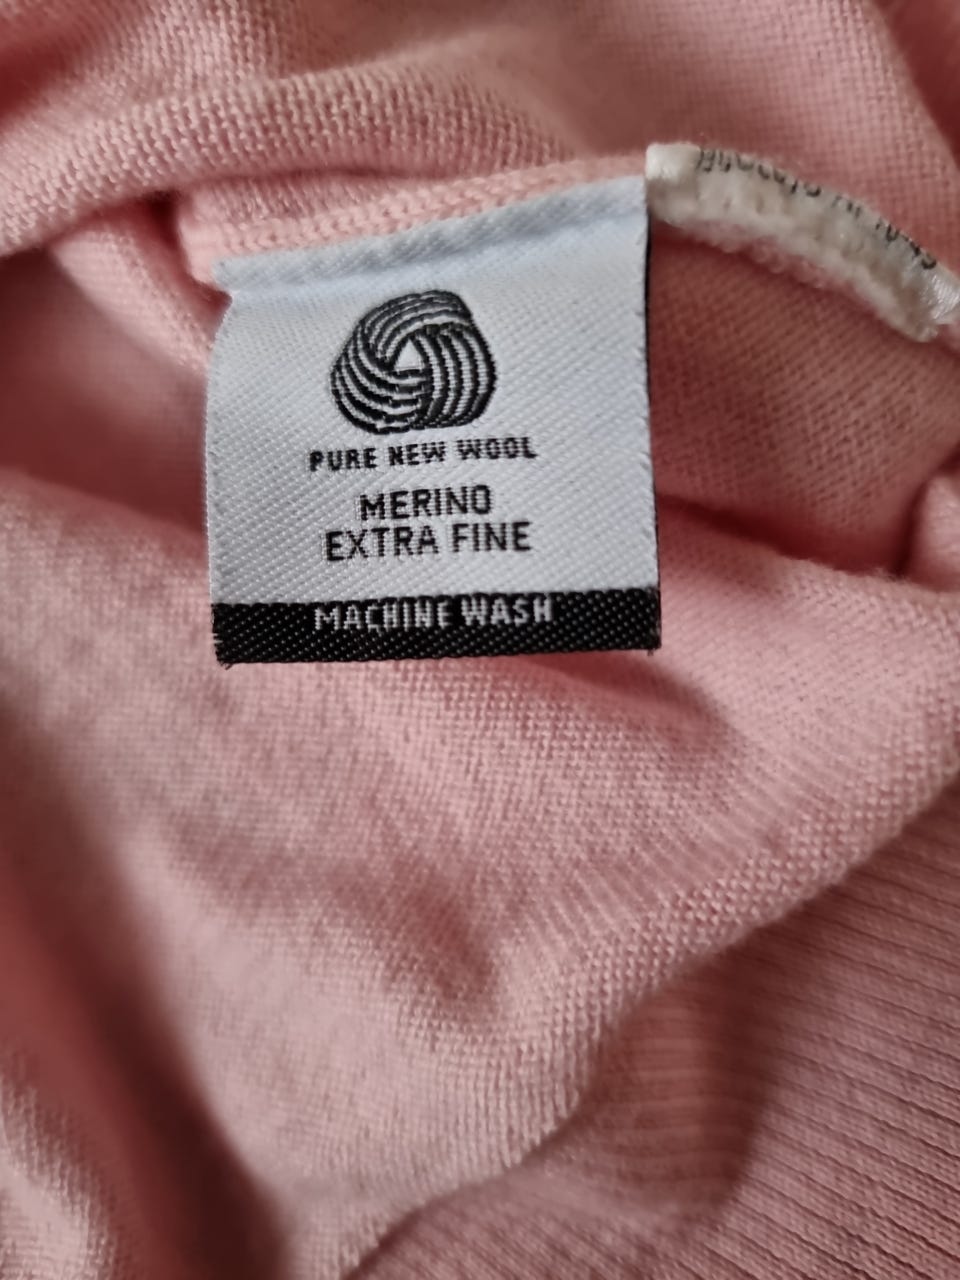 PURE NEW WOOL
MERINO
EXTRA FINE
MACHINE WASH